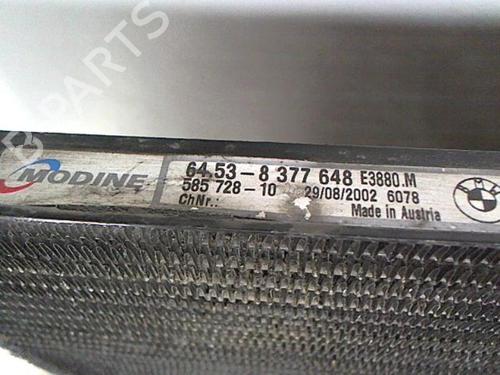 B PARTS
MODINE
64.53-8 377 648 E3880.M
585 728-10 29/08/2002 6078
ChNr.:
Made in Austria
BMW